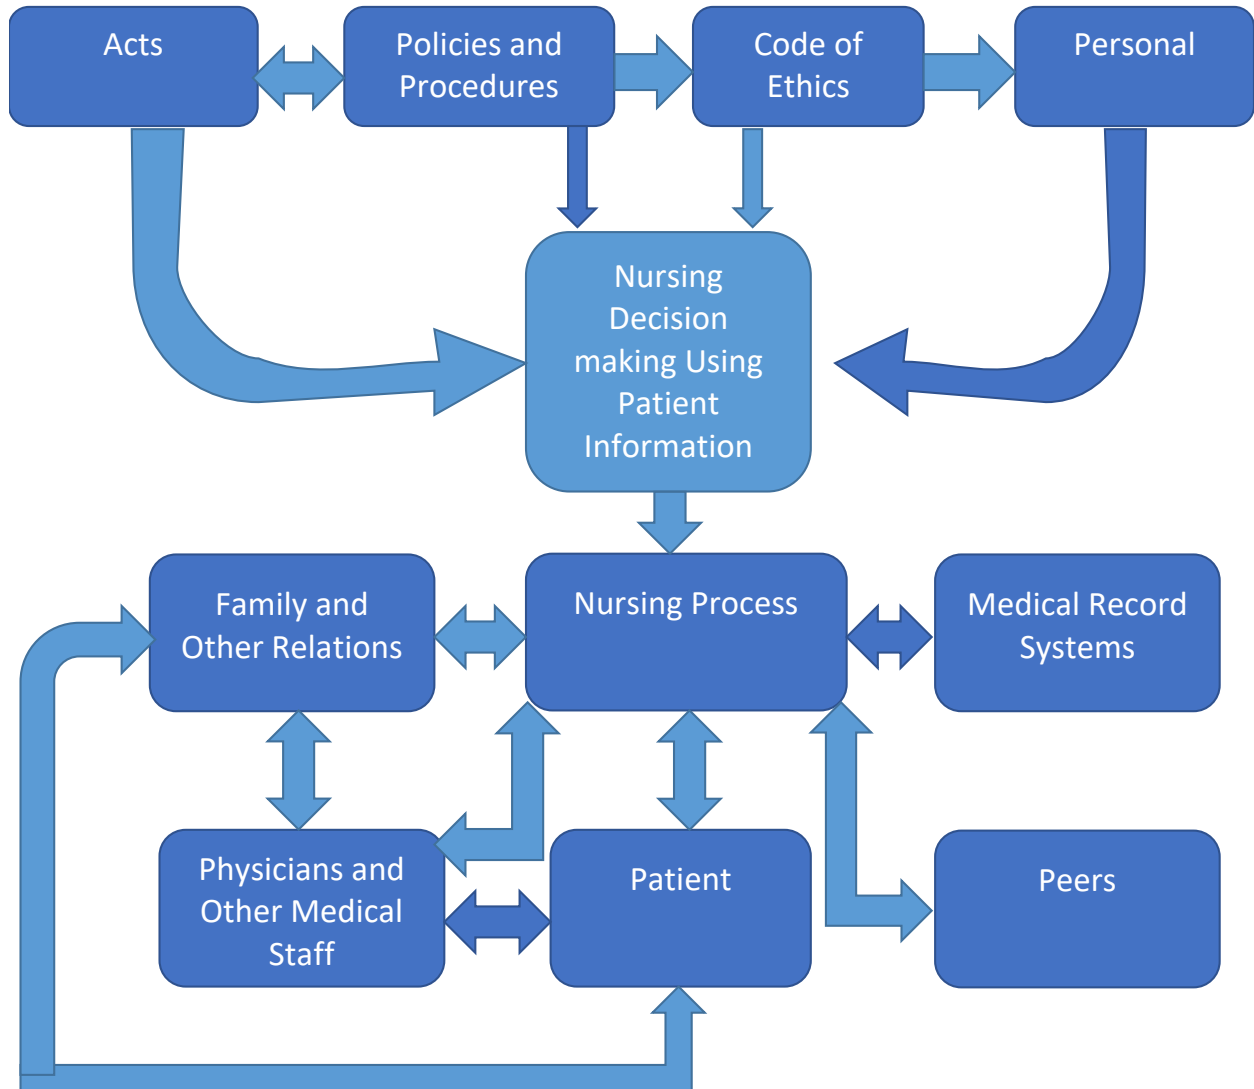 Acts
Policies and
Procedures
Code of
Ethics
Personal
Nursing
Decision
making Using
Patient
Information
Family and
Other Relations
Nursing Process
Medical Record
Systems
Physicians and
Other Medical
Staff
Patient
Peers